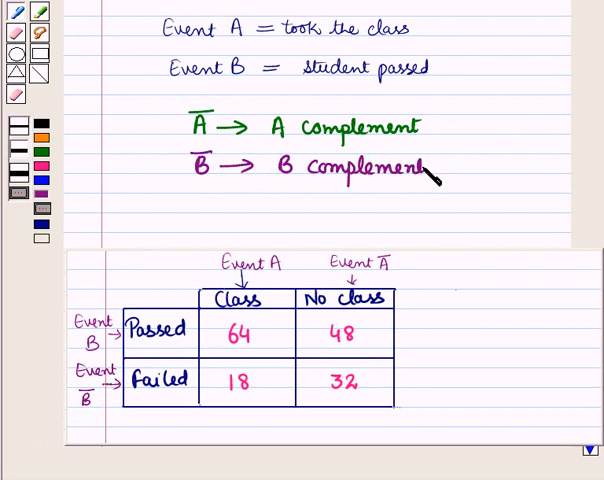 Event A = took the class
Event B = student passed
A̅ → A complement
B̅ → B complement
Event A Event A̅
Class No class
Event B Passed 64 48
Event B̅ Failed 18 32